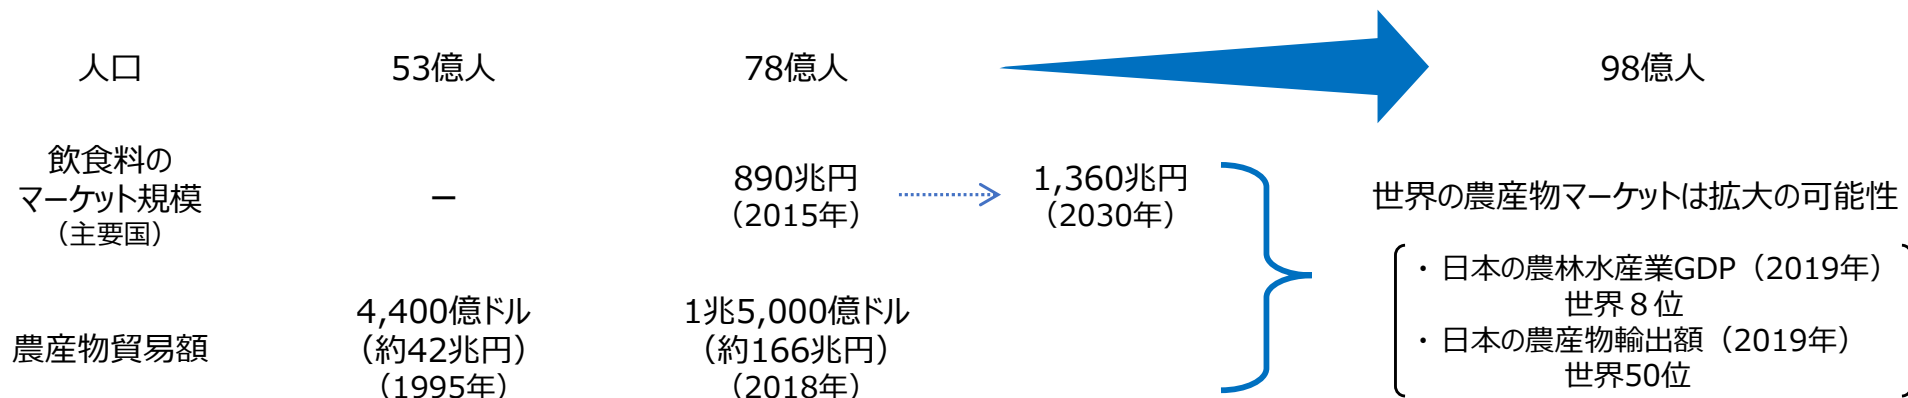 人口
53億人
78億人
98億人
飲食料の
マーケット規模
（主要国）
－
890兆円
（2015年）
1,360兆円
（2030年）
世界の農産物マーケットは拡大の可能性
農産物貿易額
4,400億ドル
（約42兆円）
（1995年）
1兆5,000億ドル
（約166兆円）
（2018年）
・日本の農林水産業GDP（2019年）
世界８位
・日本の農産物輸出額（2019年）
世界50位